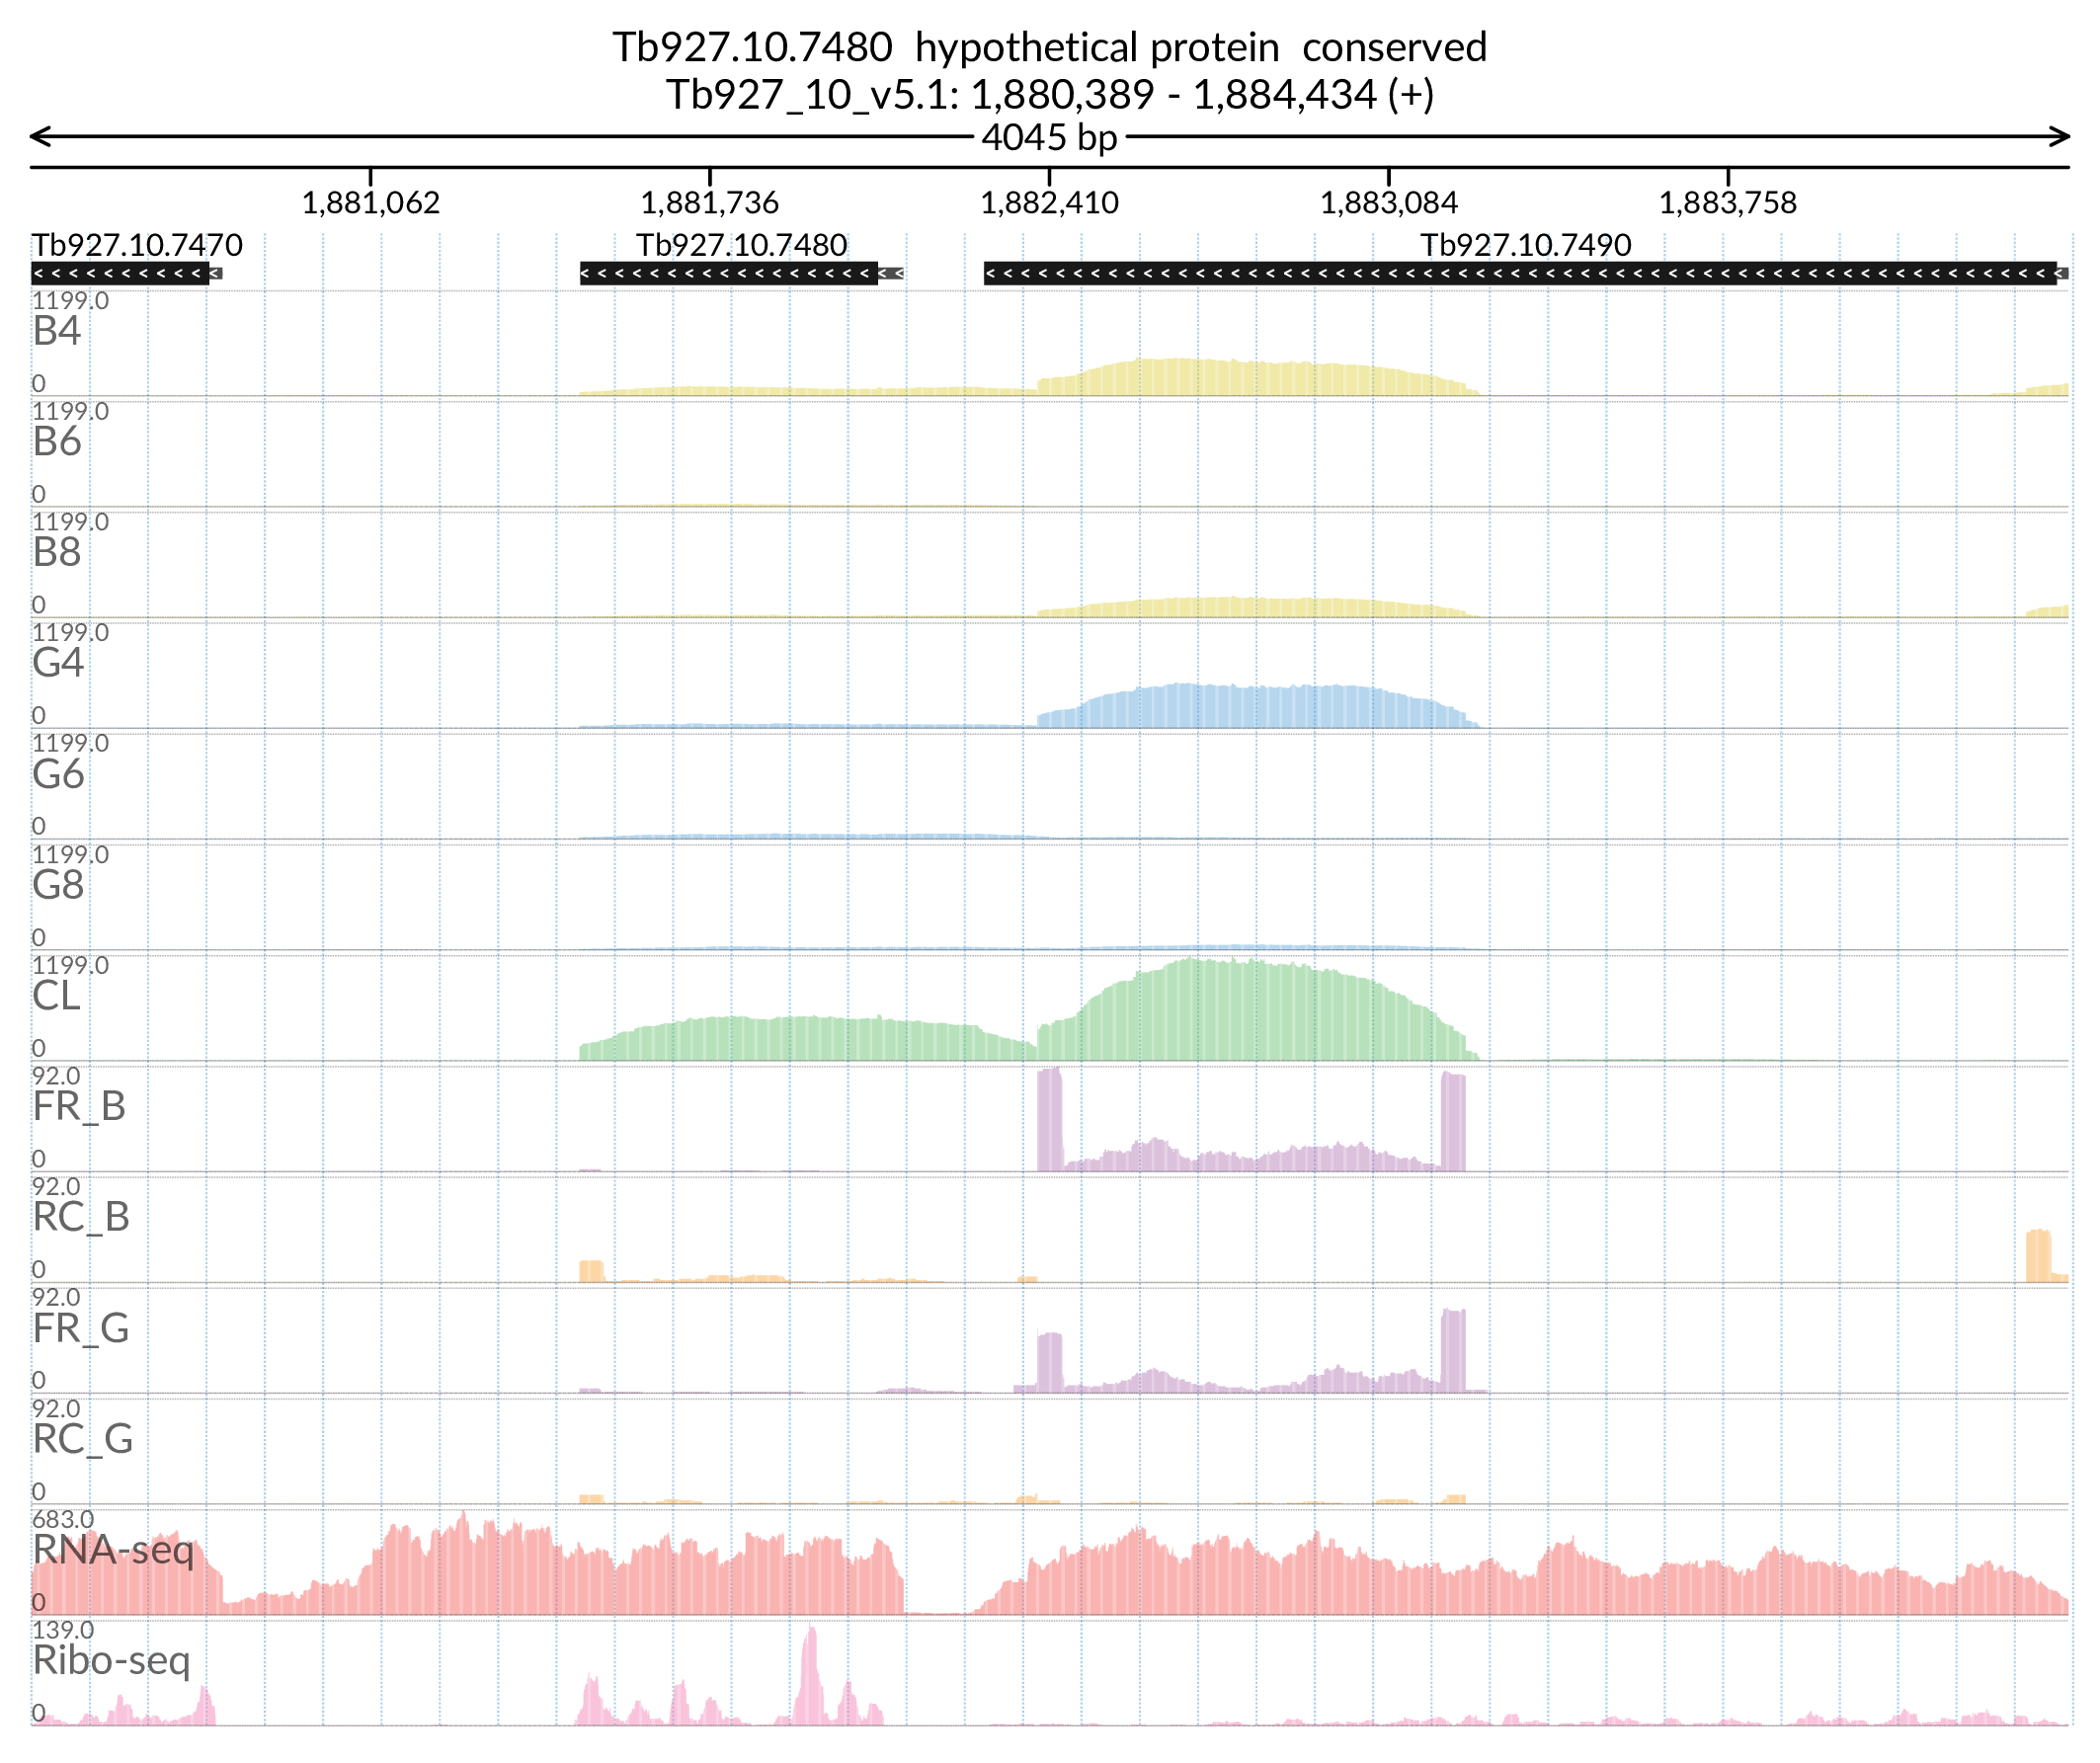 Tb927.10.7480  hypothetical protein  conserved
Tb927_10_v5.1: 1,880,389 - 1,884,434 (+)
4045 bp
1,881,062 1,881,736 1,882,410 1,883,084 1,883,758
Tb927.10.7470 Tb927.10.7480 Tb927.10.7490
1199.0
B4
0
1199.0
B6
0
1199.0
B8
0
1199.0
G4
0
1199.0
G6
0
1199.0
G8
0
1199.0
CL
0
92.0
FR_B
0
92.0
RC_B
0
92.0
FR_G
0
92.0
RC_G
0
683.0
RNA-seq
0
139.0
Ribo-seq
0